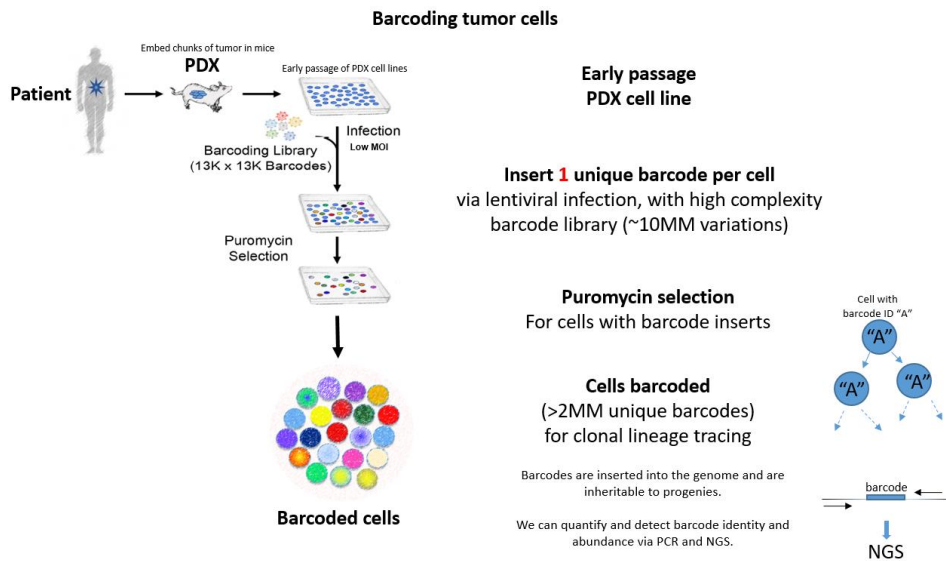 Barcoding tumor cells
Embed chunks of tumor in mice
PDX
Patient
Early passage of PDX cell lines
Infection
Low MOI
Barcoding Library
(13K x 13K Barcodes)
Puromycin
Selection
Barcoded cells
Early passage
PDX cell line
Insert 1 unique barcode per cell
via lentiviral infection, with high complexity
barcode library (~10MM variations)
Puromycin selection
For cells with barcode inserts
Cells barcoded
(>2MM unique barcodes)
for clonal lineage tracing
Barcodes are inserted into the genome and are
inheritable to progenies.
We can quantify and detect barcode identity and
abundance via PCR and NGS.
Cell with
barcode ID “A”
“A”
“A”
“A”
barcode
NGS